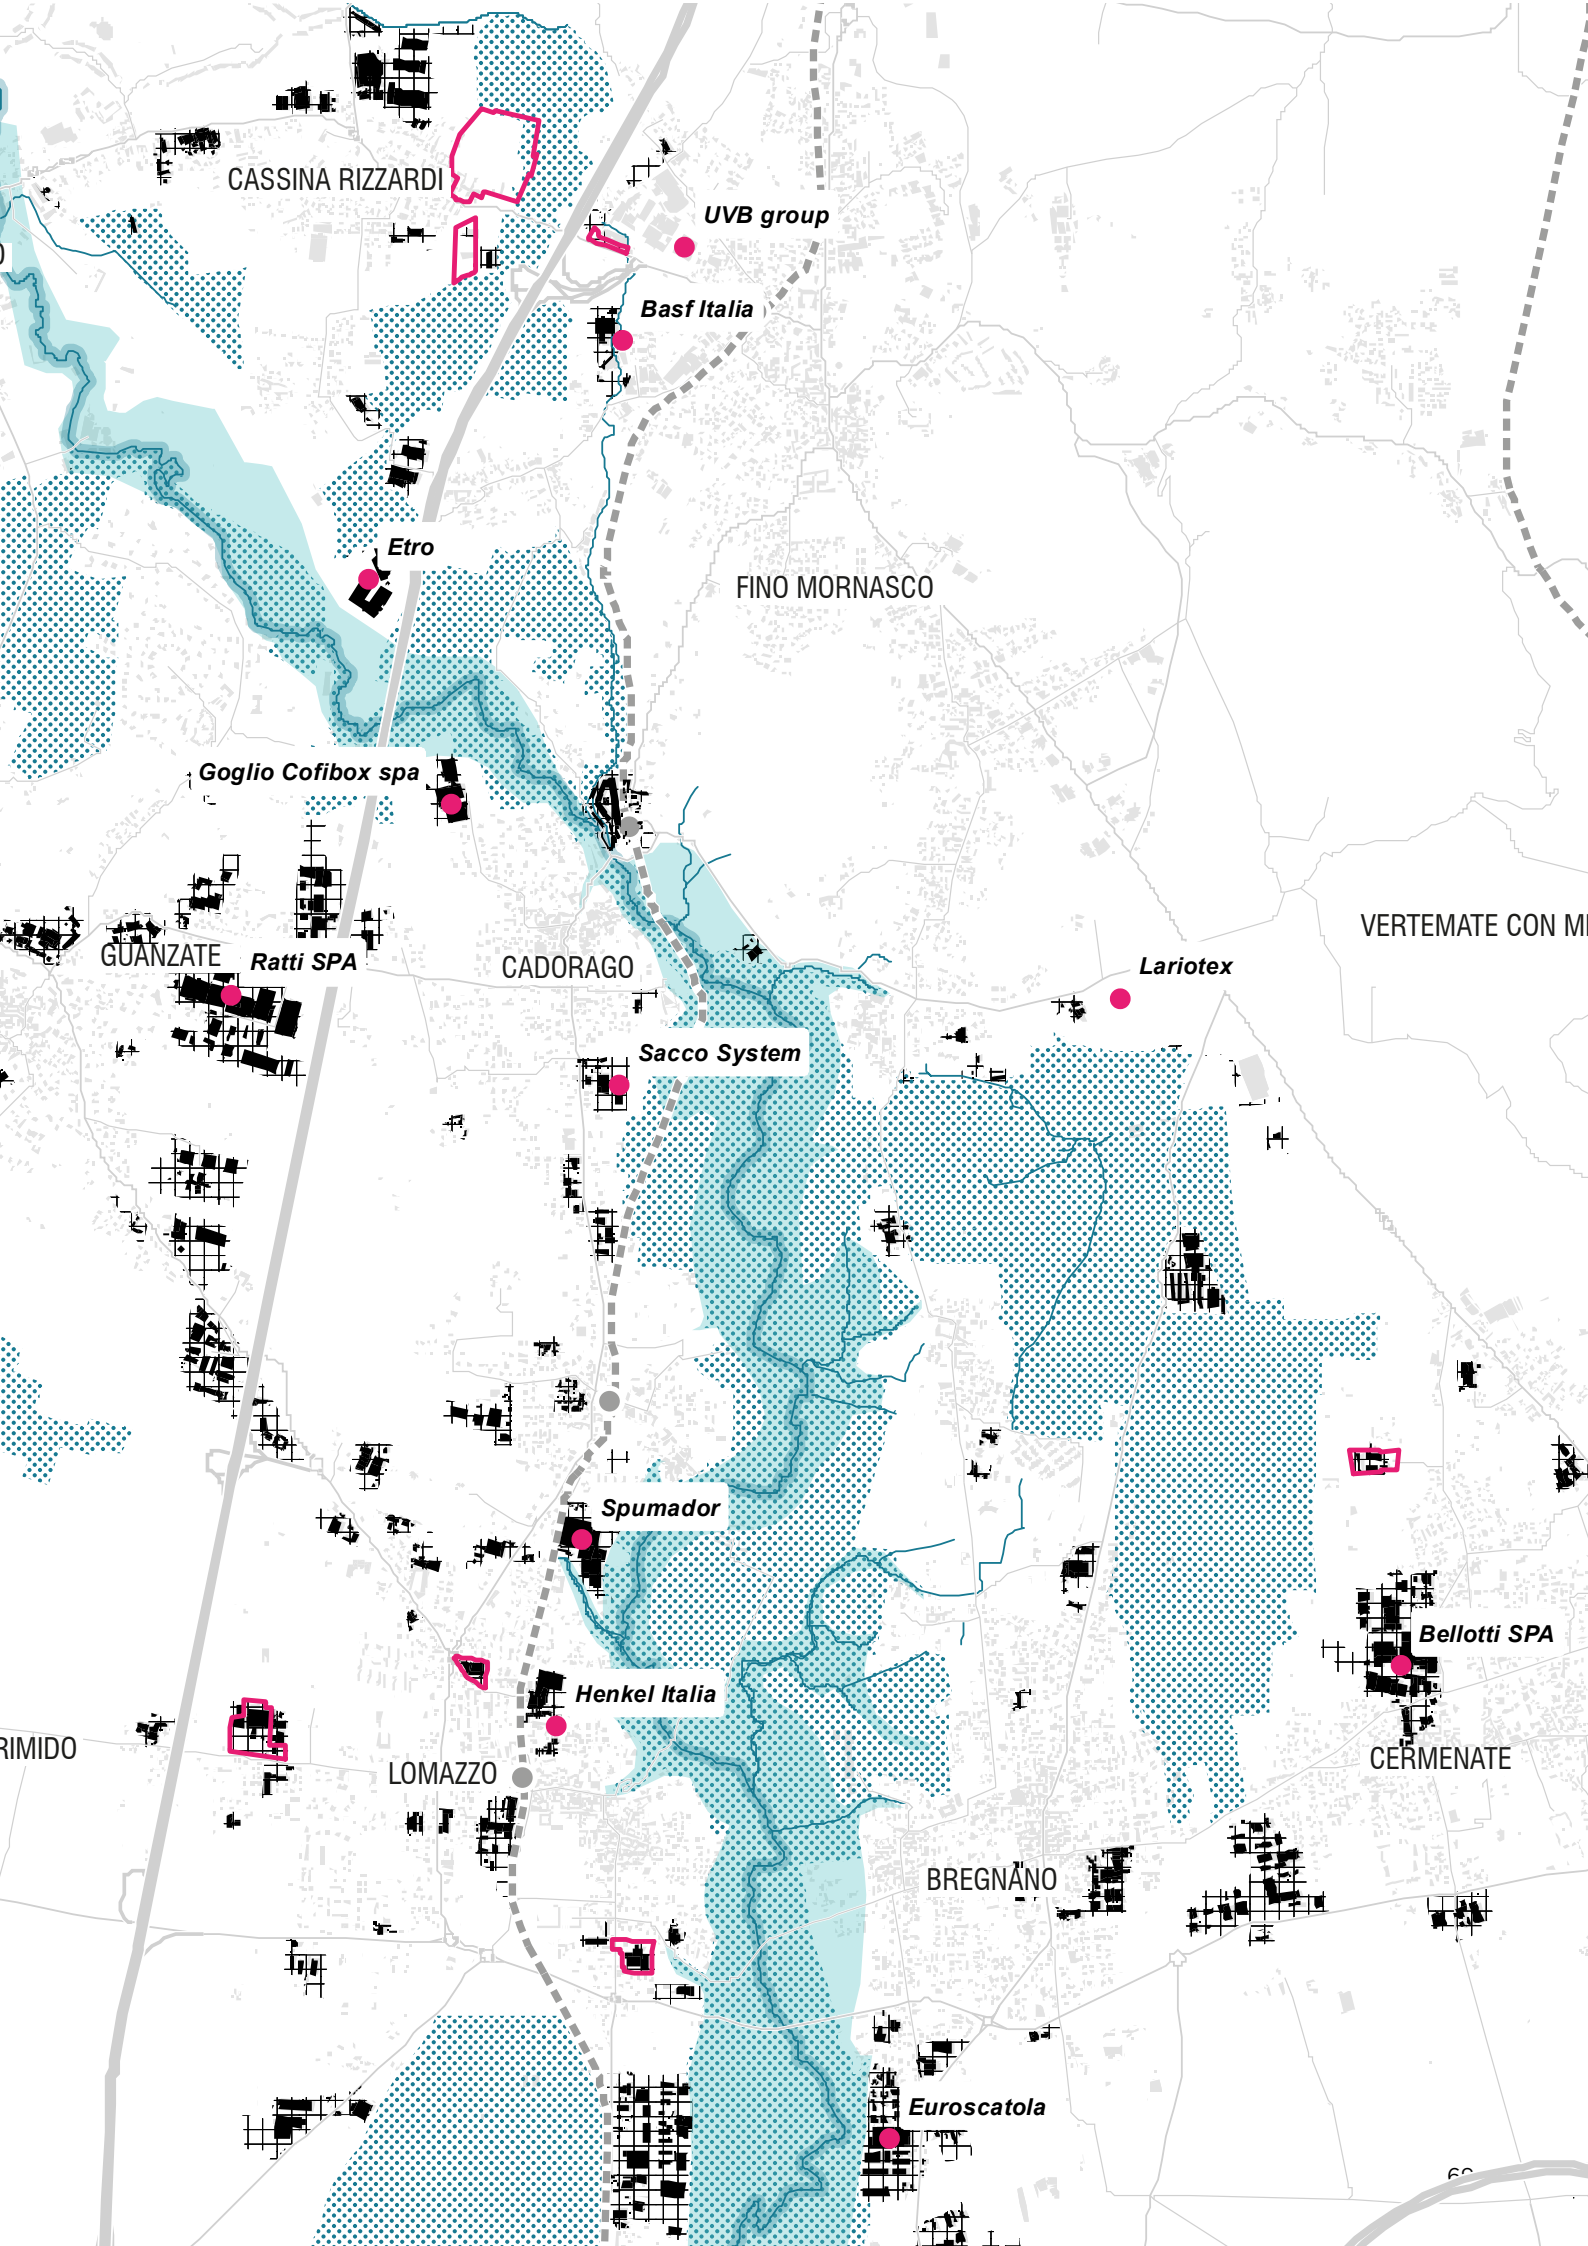 CASSINA RIZZARDI
UVB group
O
Basf Italia
Etro
FINO MORNASCO
Goglio Cofibox spa
VERTEMATE CON MI
GUANZATE
Ratti SPA
CADORAGO
Lariotex
Sacco System
Spumador
Bellotti SPA
Henkel Italia
RIMIDO
CERMENATE
LOMAZZO
BREGNANO
Euroscatola